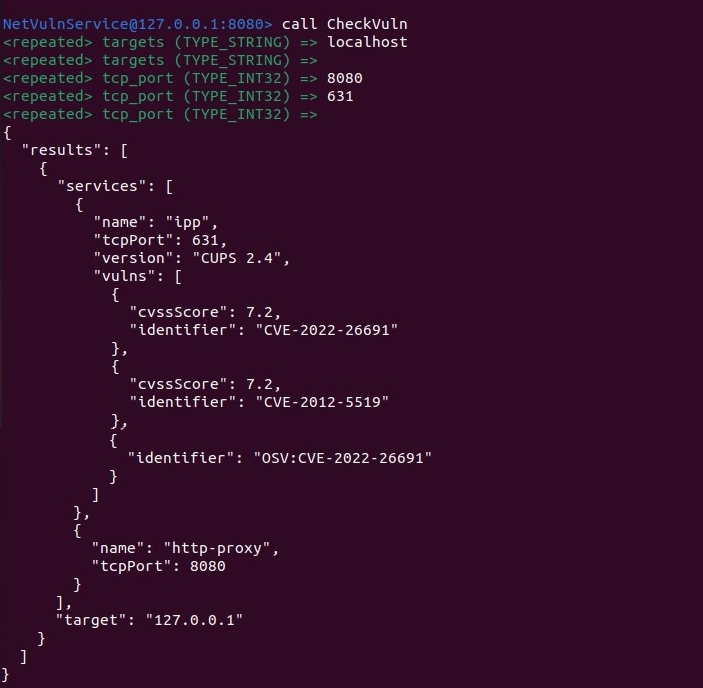 NetVulnService@127.0.0.1:8080> call CheckVuln
<repeated> targets (TYPE_STRING) => localhost
<repeated> targets (TYPE_STRING) =>
<repeated> tcp_port (TYPE_INT32) => 8080
<repeated> tcp_port (TYPE_INT32) => 631
<repeated> tcp_port (TYPE_INT32) =>
{
  "results": [
    {
      "services": [
        {
          "name": "ipp",
          "tcpPort": 631,
          "version": "CUPS 2.4",
          "vulns": [
            {
              "cvssScore": 7.2,
              "identifier": "CVE-2022-26691"
            },
            {
              "cvssScore": 7.2,
              "identifier": "CVE-2012-5519"
            },
            {
              "identifier": "OSV:CVE-2022-26691"
            }
          ]
        },
        {
          "name": "http-proxy",
          "tcpPort": 8080
        }
      ],
      "target": "127.0.0.1"
    }
  ]
}